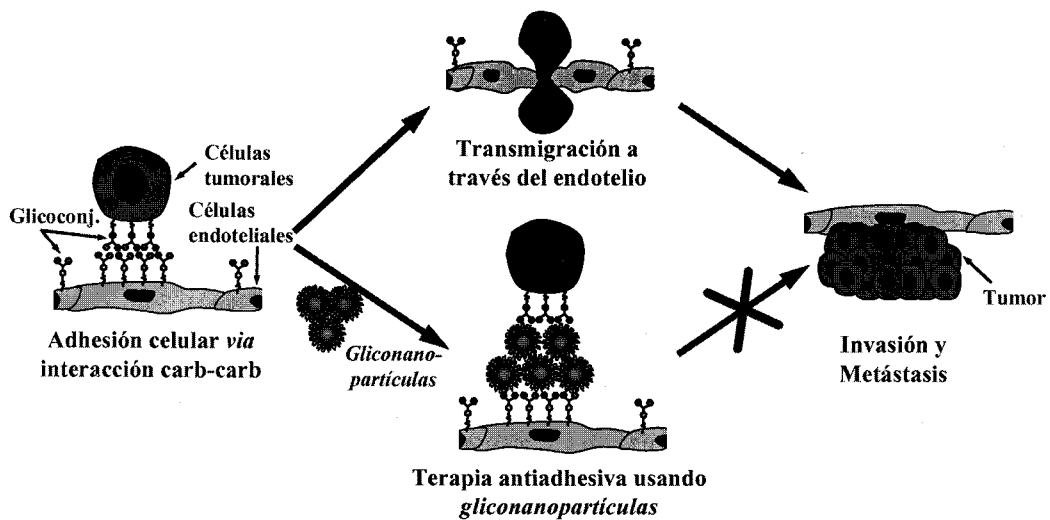 Células
tumorales
Glicoconj.
Células
endoteliales
Adhesión celular via
interacción carb-carb
Transmigración a
través del endotelio
Gliconano-
partículas
Terapia antiadhesiva usando
gliconanopartículas
Tumor
Invasión y
Metástasis